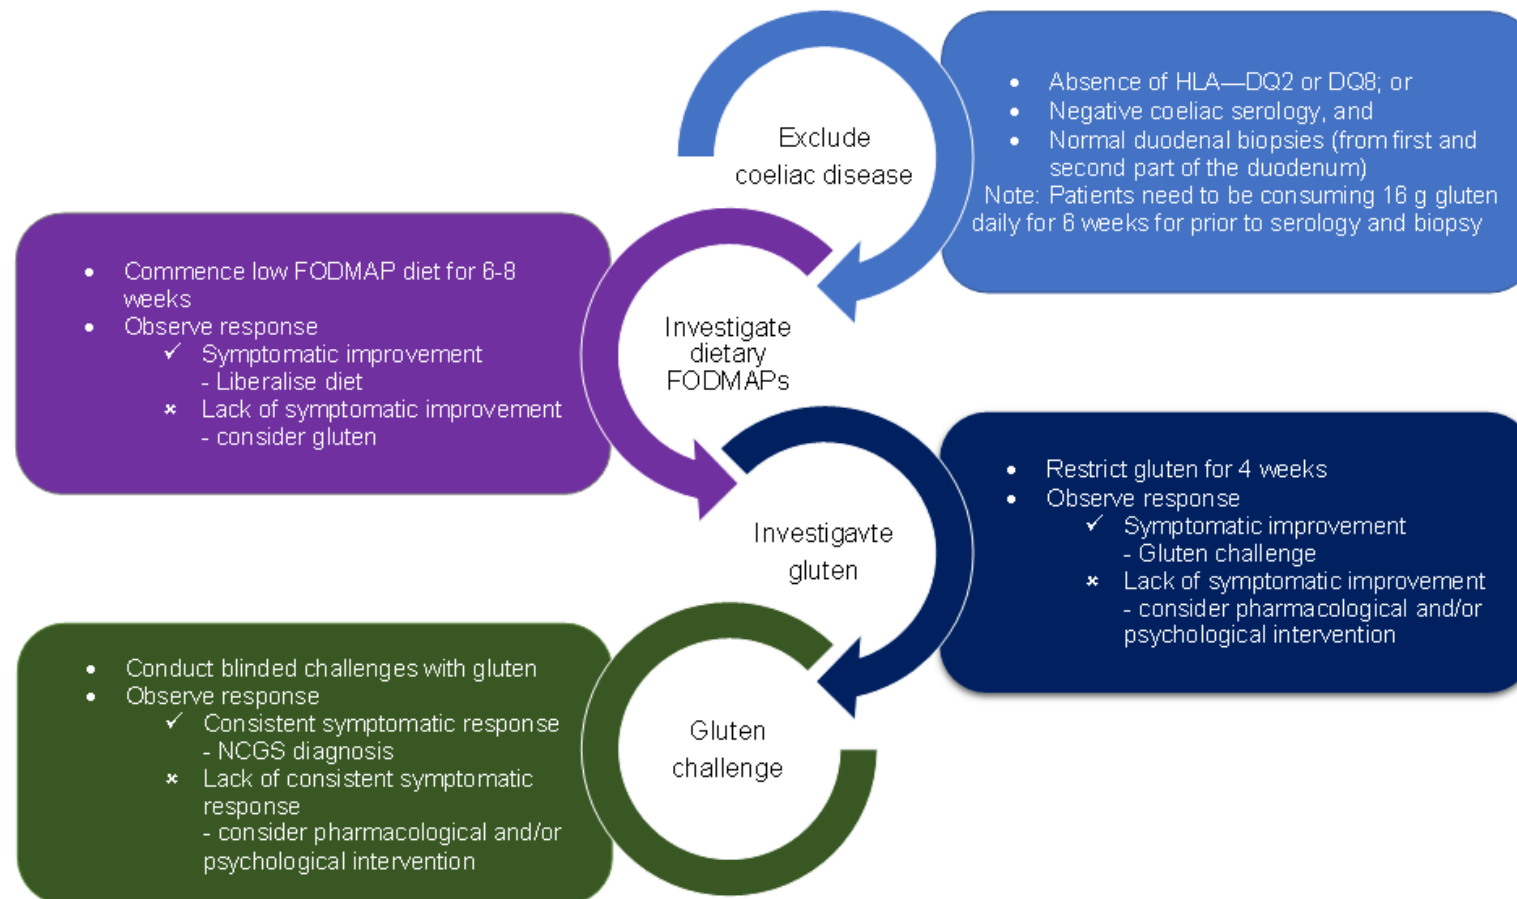 Exclude
coeliac disease
• Absence of HLA—DQ2 or DQ8; or
• Negative coeliac serology, and
• Normal duodenal biopsies (from first and
second part of the duodenum)
Note: Patients need to be consuming 16 g gluten
daily for 6 weeks for prior to serology and biopsy
• Commence low FODMAP diet for 6-8
weeks
• Observe response
✓ Symptomatic improvement
- Liberalise diet
× Lack of symptomatic improvement
- consider gluten
Investigate
dietary
FODMAPs
Investigavte
gluten
• Restrict gluten for 4 weeks
• Observe response
✓ Symptomatic improvement
- Gluten challenge
× Lack of symptomatic improvement
- consider pharmacological and/or
psychological intervention
• Conduct blinded challenges with gluten
• Observe response
✓ Consistent symptomatic response
- NCGS diagnosis
× Lack of consistent symptomatic
response
- consider pharmacological and/or
psychological intervention
Gluten
challenge